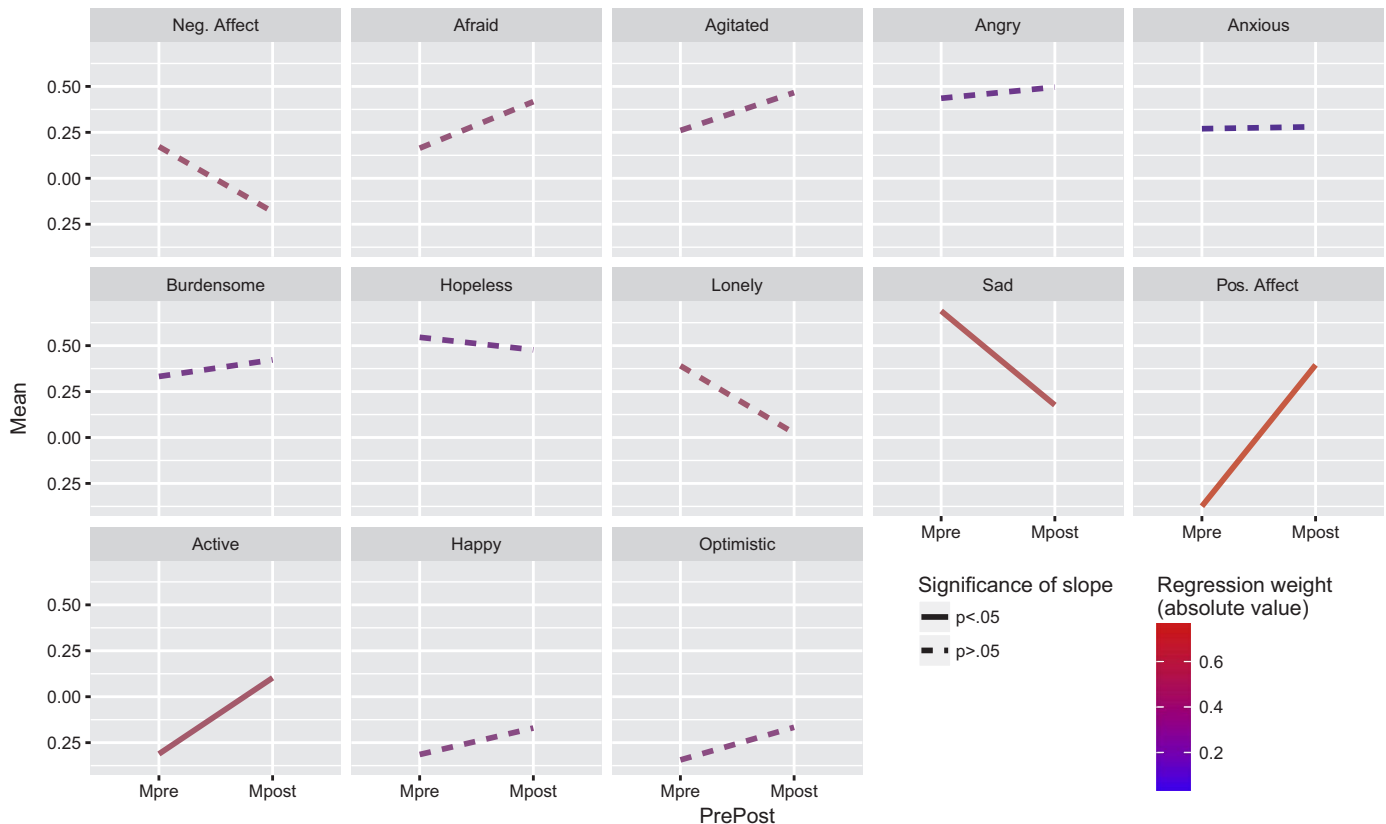 Neg. Affect
Afraid
Agitated
Angry
Anxious
0.50
0.25
0.00
0.25
Burdensome
Hopeless
Lonely
Sad
Pos. Affect
0.50
0.25
0.00
0.25
Mean
Mpre
Mpost
Mpre
Mpost
Active
Happy
Optimistic
0.50
0.25
0.00
0.25
Mpre
Mpost
Mpre
Mpost
Mpre
Mpost
PrePost
Significance of slope
p<.05
p>.05
Regression weight
(absolute value)
0.6
0.4
0.2